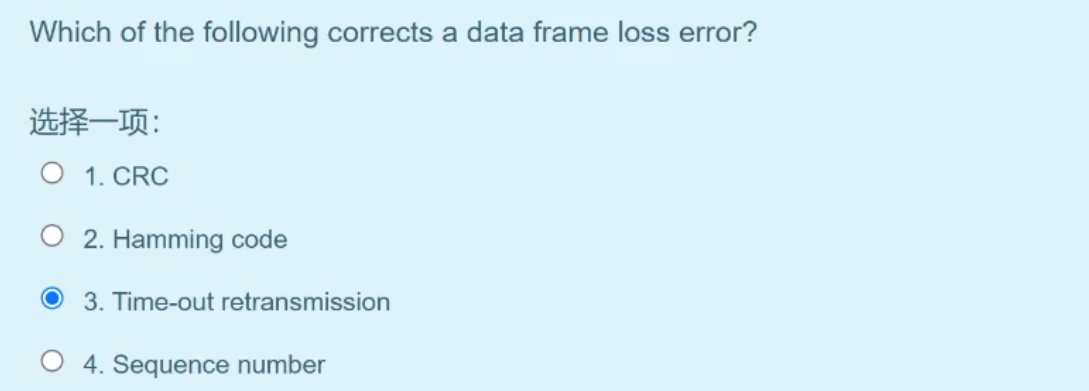 Which of the following corrects a data frame loss error?
选择一项:
1. CRC
2. Hamming code
3. Time-out retransmission
4. Sequence number